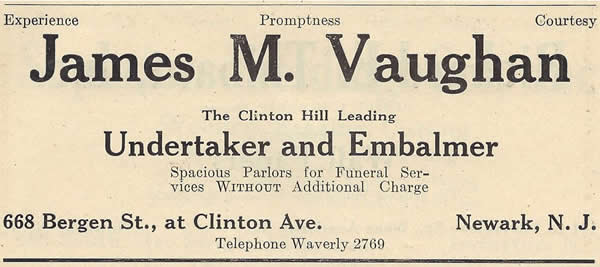 Experience Promptness Courtesy
James M. Vaughan
The Clinton Hill Leading
Undertaker and Embalmer
Spacious Parlors for Funeral Ser-
vices WITHOUT Additional Charge
668 Bergen St., at Clinton Ave. Newark, N. J.
Telephone Waverly 2769